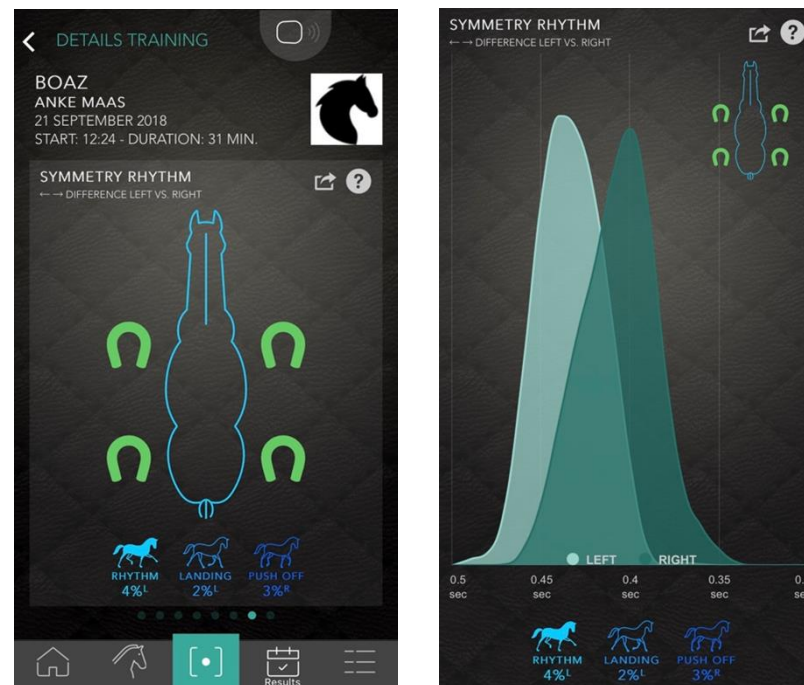 DETAILS TRAINING
BOAZ
ANKE MAAS
21 SEPTEMBER 2018
START: 12:24 - DURATION: 31 MIN.
SYMMETRY RHYTHM
←→ DIFFERENCE LEFT VS. RIGHT
?
RHYTHM
4%L
LANDING
2%L
PUSH OFF
3%R
Results
SYMMETRY RHYTHM
←→ DIFFERENCE LEFT VS. RIGHT
?
LEFT RIGHT
0.5 0.45 0.4 0.35
sec sec sec sec
RHYTHM
4%L
LANDING
2%L
PUSH OFF
3%R